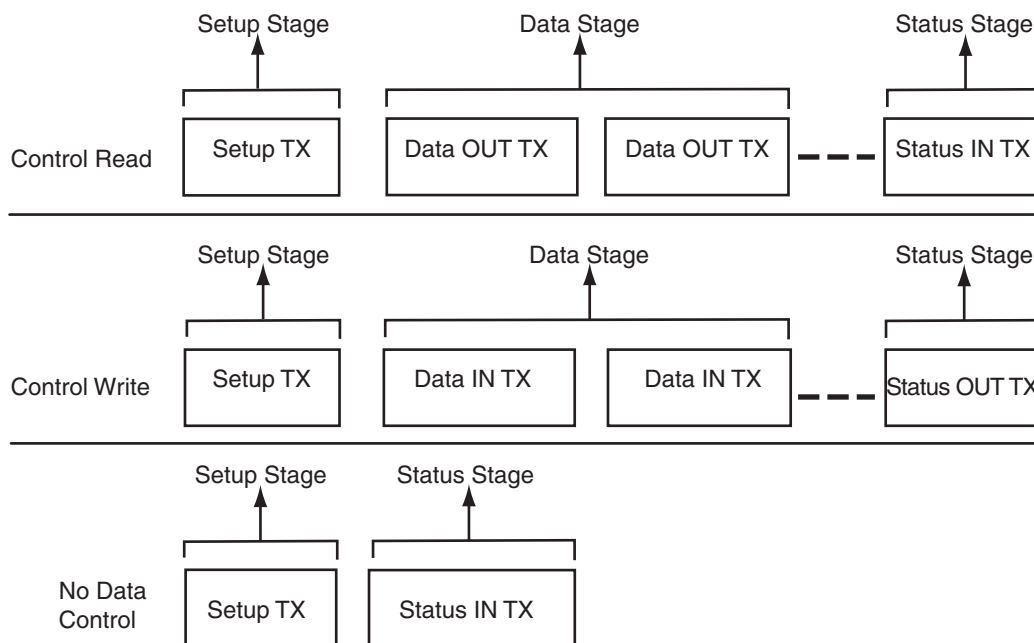 Setup Stage Data Stage Status Stage
Control Read Setup TX Data OUT TX Data OUT TX Status IN TX
Setup Stage Data Stage Status Stage
Control Write Setup TX Data IN TX Data IN TX Status OUT TX
Setup Stage Status Stage
No Data
Control Setup TX Status IN TX